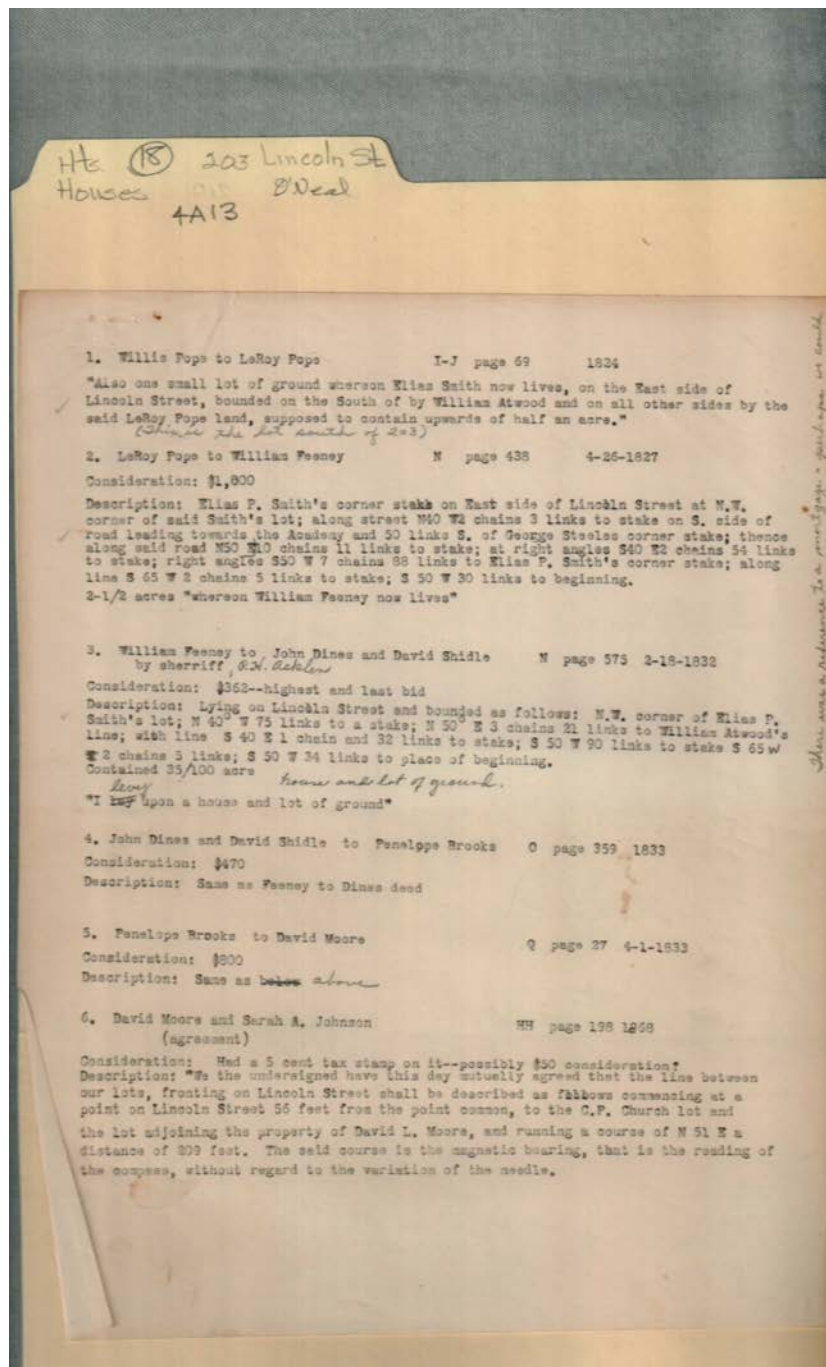 Hts (18) 203 Lincoln St
Houses O'Neal
4A13
1. Willis Pope to LeRoy Pope I-J page 69 1824
"Also one small lot of ground whereon Elias Smith now lives, on the East side of
Lincoln Street, bounded on the South of by William Atwood and on all other sides by the
said LeRoy Pope land, supposed to contain upwards of half an acre."
(This is the lot south of 203)
2. LeRoy Pope to William Feeney N page 438 4-26-1827
Consideration: $1,800
Description: Elias P. Smith's corner stake on East side of Lincoln Street at N.W.
corner of said Smith's lot; along street N40 W2 chains 3 links to stake on S. side of
road leading towards the Academy and 50 links S. of George Steeles corner stake; thence
along said road N50 E10 chains 11 links to stake; at right angles S40 E2 chains 54 links
to stake; right angles S50 W 7 chains 88 links to Elias P. Smith's corner stake; along
line S 65 W 2 chains 5 links to stake; S 50 W 30 links to beginning.
2-1/2 acres "whereon William Feeney now lives"
3. William Feeney to John Dines and David Shidle N page 575 2-18-1832
by sherriff, P.H. Acklen
Consideration: $362--highest and last bid
Description: Lying on Lincoln Street and bounded as follows: N.W. corner of Elias P.
Smith's lot; N 40° W 75 links to a stake; N 50° E 3 chains 21 links to William Atwood's
line; with line S 40 E 1 chain and 32 links to stake; S 50 W 90 links to stake S 65 W
2 chains 5 links; S 50 W 34 links to place of beginning.
Contained 35/100 acre
levy house and lot of ground.
"I upon a house and lot of ground"
4. John Dines and David Shidle to Penelope Brooks O page 359 1833
Consideration: $470
Description: Same as Feeney to Dines deed
5. Penelope Brooks to David Moore Q page 27 4-1-1833
Consideration: $800
Description: Same as below above
6. David Moore and Sarah A. Johnson HH page 198 1868
(agreement)
Consideration: Had a 5 cent tax stamp on it--possibly $50 consideration?
Description: "We the undersigned have this day mutually agreed that the line between
our lots, fronting on Lincoln Street shall be described as follows commencing at a
point on Lincoln Street 56 feet from the point common, to the C.P. Church lot and
the lot adjoining the property of David L. Moore, and running a course of N 51 E a
distance of 209 feet. The said course is the magnetic bearing, that is the reading of
the compass, without regard to the variation of the needle.
There was a reference to a mortgage we could